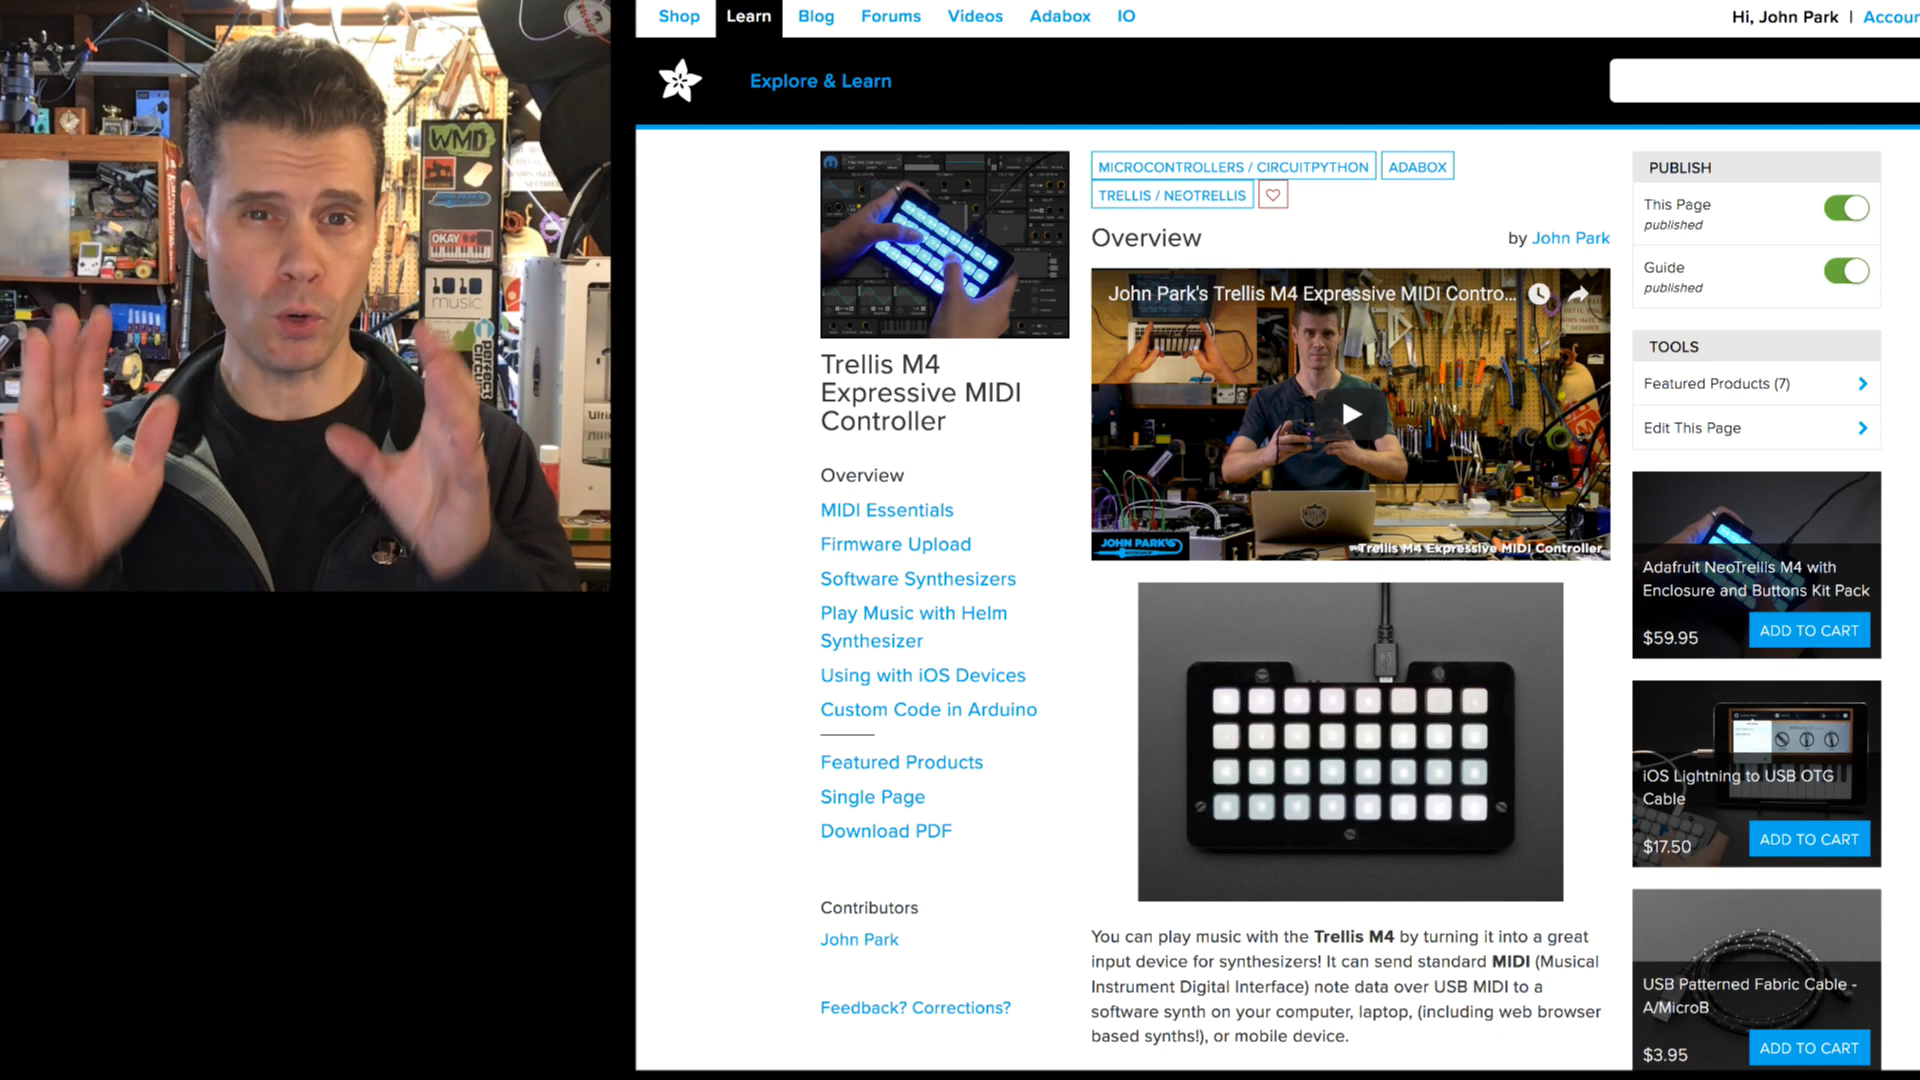 WMD
JOHN PARK'S
OKAY
1010
music
perfect
circuit
Shop
Learn
Blog
Forums
Videos
Adabox
IO
Hi, John Park |
Explore & Learn
Trellis M4
Expressive MIDI
Controller
Overview
MIDI Essentials
Firmware Upload
Software Synthesizers
Play Music with Helm
Synthesizer
Using with iOS Devices
Custom Code in Arduino
Featured Products
Single Page
Download PDF
Contributors
John Park
Feedback? Corrections?
MICROCONTROLLERS / CIRCUITPYTHON
ADABOX
TRELLIS / NEOTRELLIS
Overview
by John Park
John Park's Trellis M4 Expressive MIDI Contro...
JOHN PARK'S
Trellis M4 Expressive MIDI Controller
You can play music with the Trellis M4 by turning it into a great
input device for synthesizers! It can send standard MIDI (Musical
Instrument Digital Interface) note data over USB MIDI to a
software synth on your computer, laptop, (including web browser
based synths!), or mobile device.
PUBLISH
This Page
published
Guide
published
TOOLS
Featured Products (7)
Edit This Page
Adafruit NeoTrellis M4 with
Enclosure and Buttons Kit Pack
$59.95
ADD TO CART
iOS Lightning to USB OTG
Cable
$17.50
ADD TO CART
USB Patterned Fabric Cable -
A/MicroB
$3.95
ADD TO CART